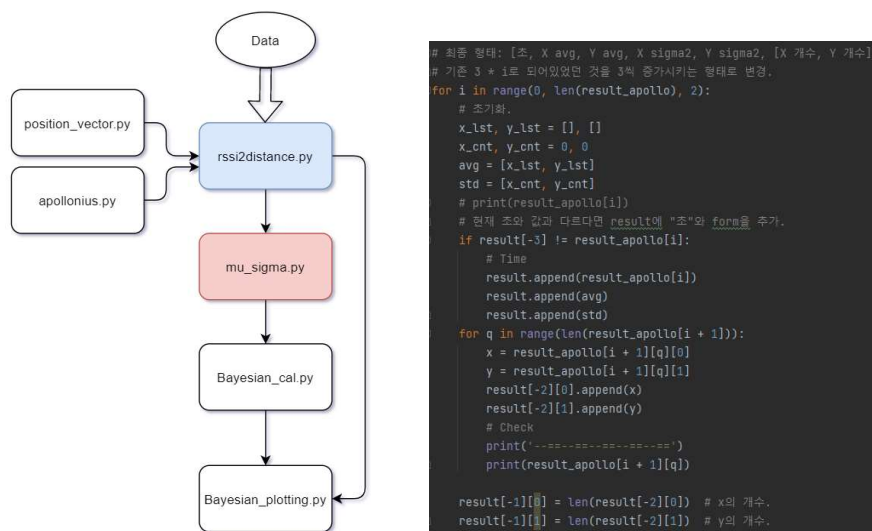 Data
position_vector.py
rssi2distance.py
apollonius.py
mu_sigma.py
Bayesian_cal.py
Bayesian_plotting.py
# 최종 형태: [조, X avg, Y avg, X sigma2, Y sigma2, [X 개수, Y 개수]
# 기존 3 * i로 되어있었던 것을 3씩 증가시키는 형태로 변경.
for i in range(0, len(result_apollo), 2):
# 초기화.
x_lst, y_lst = [], []
x_cnt, y_cnt = 0, 0
avg = [x_lst, y_lst]
std = [x_cnt, y_cnt]
# print(result_apollo[i])
# 현재 초와 값과 다르다면 result에 "초"와 form을 추가.
if result[-3] != result_apollo[i]:
# Time
result.append(result_apollo[i])
result.append(avg)
result.append(std)
for q in range(len(result_apollo[i + 1])):
x = result_apollo[i + 1][q][0]
y = result_apollo[i + 1][q][1]
result[-2][0].append(x)
result[-2][1].append(y)
# Check
print('--==--==--==--==--==')
print(result_apollo[i + 1][q])
result[-1][0] = len(result[-2][0]) # x의 개수.
result[-1][1] = len(result[-2][1]) # y의 개수.